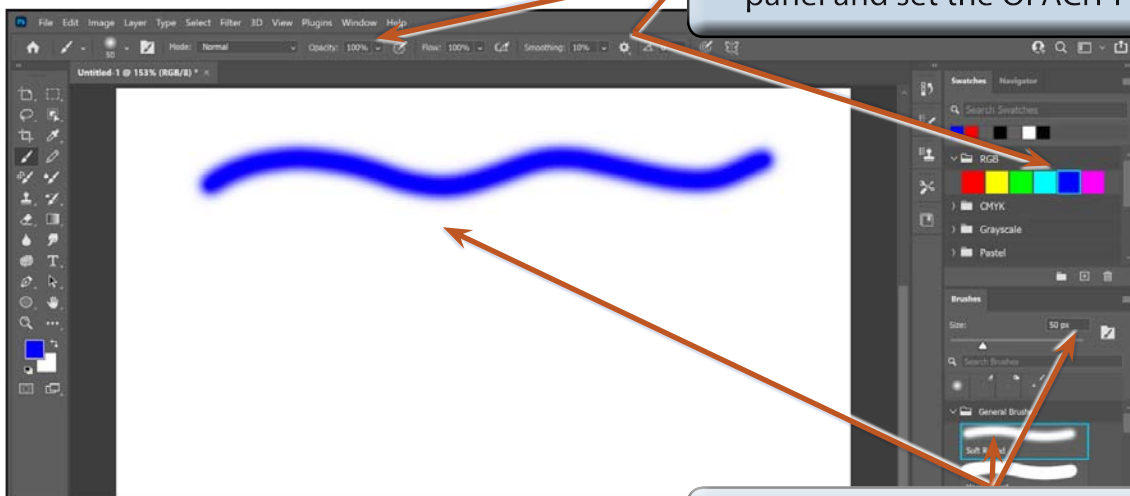 panel and set the OPACITY
File Edit Image Layer Type Select Filter 3D View Plugins Window Help
50 Mode: Normal Opacity: 100% Flow: 100% Smoothing: 10%
Untitled-1 @ 153% (RGB/8) * ×
Swatches Navigator
Search Swatches
RGB
CMYK
Grayscale
Pastel
Brushes
Size: 50 px
Search Brushes
General Brushes
Soft Round